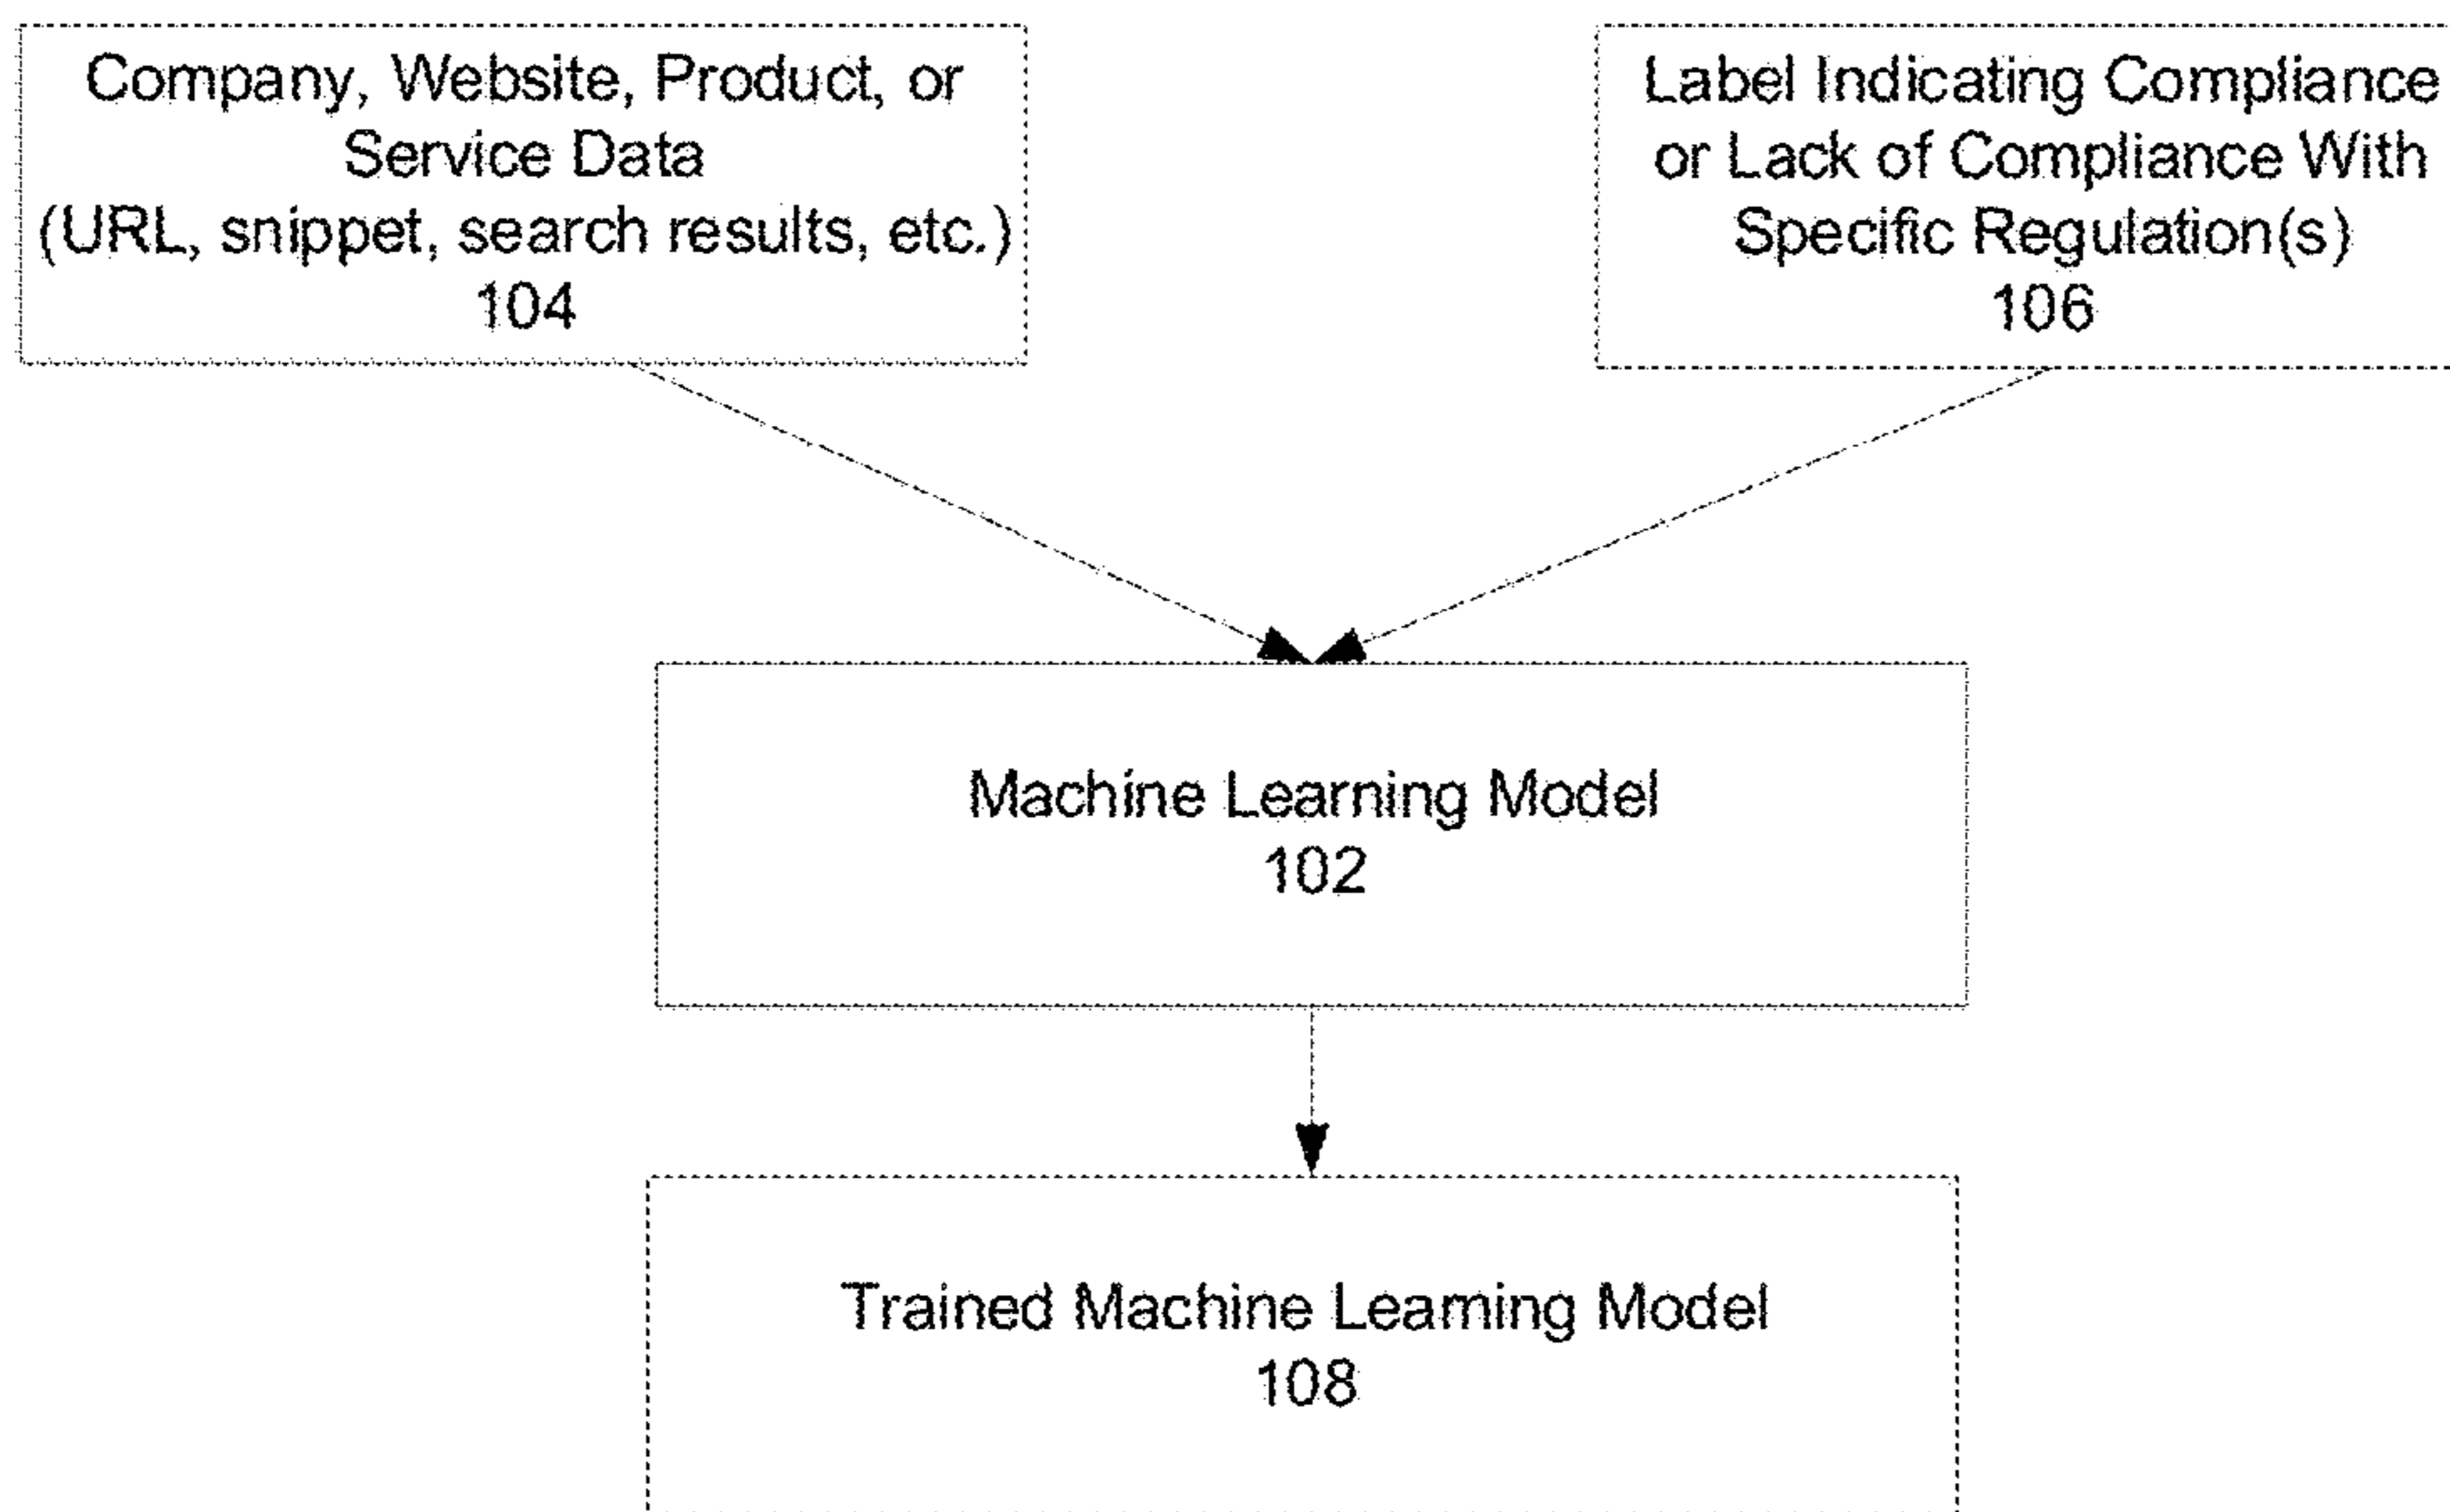 Company, Website, Product, or
Service Data
(URL, snippet, search results, etc.)
104
Label Indicating Compliance
or Lack of Compliance With
Specific Regulation(s)
106
Machine Learning Model
102
Trained Machine Learning Model
108